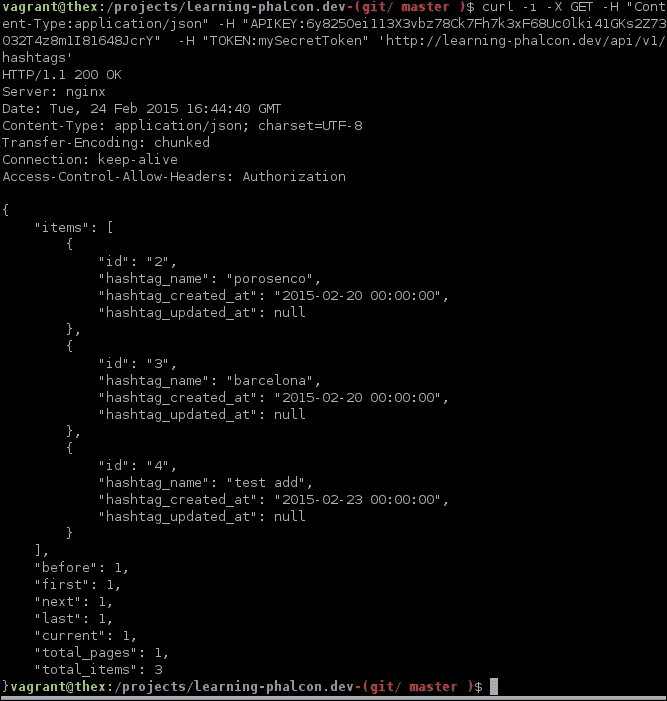 vagrant@thex:/projects/learning-phalcon.dev-(git/ master )$ curl -i -X GET -H "Cont
ent-Type:application/json" -H "APIKEY:6y825Oei113X3vbz78Ck7Fh7k3xF68Uc0lki41GKs2Z73
032T4z8m1I81648JcrY"  -H "TOKEN:mySecretToken" 'http://learning-phalcon.dev/api/v1/
hashtags'
HTTP/1.1 200 OK
Server: nginx
Date: Tue, 24 Feb 2015 16:44:40 GMT
Content-Type: application/json; charset=UTF-8
Transfer-Encoding: chunked
Connection: keep-alive
Access-Control-Allow-Headers: Authorization
{
    "items": [
        {
            "id": "2",
            "hashtag_name": "porosenco",
            "hashtag_created_at": "2015-02-20 00:00:00",
            "hashtag_updated_at": null
        },
        {
            "id": "3",
            "hashtag_name": "barcelona",
            "hashtag_created_at": "2015-02-20 00:00:00",
            "hashtag_updated_at": null
        },
        {
            "id": "4",
            "hashtag_name": "test add",
            "hashtag_created_at": "2015-02-23 00:00:00",
            "hashtag_updated_at": null
        }
    ],
    "before": 1,
    "first": 1,
    "next": 1,
    "last": 1,
    "current": 1,
    "total_pages": 1,
    "total_items": 3
}vagrant@thex:/projects/learning-phalcon.dev-(git/ master )$